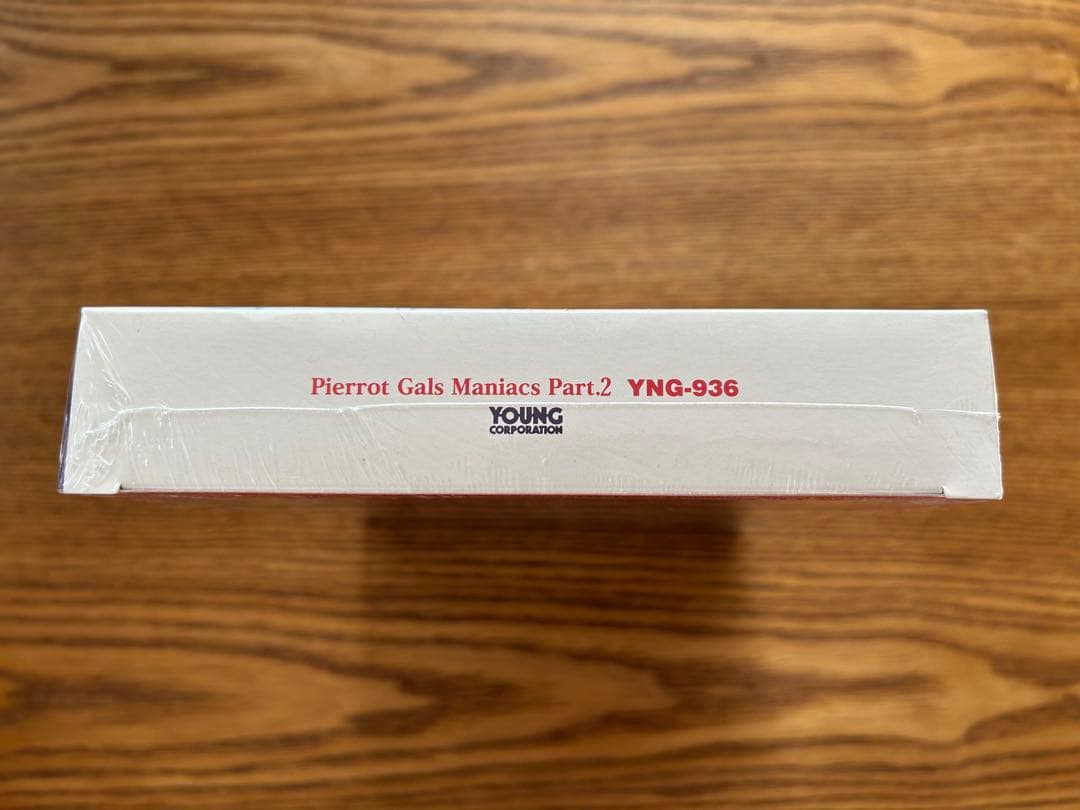 Pierrot Gals Maniacs Part.2 YNG-936
YOUNG
CORPORATION